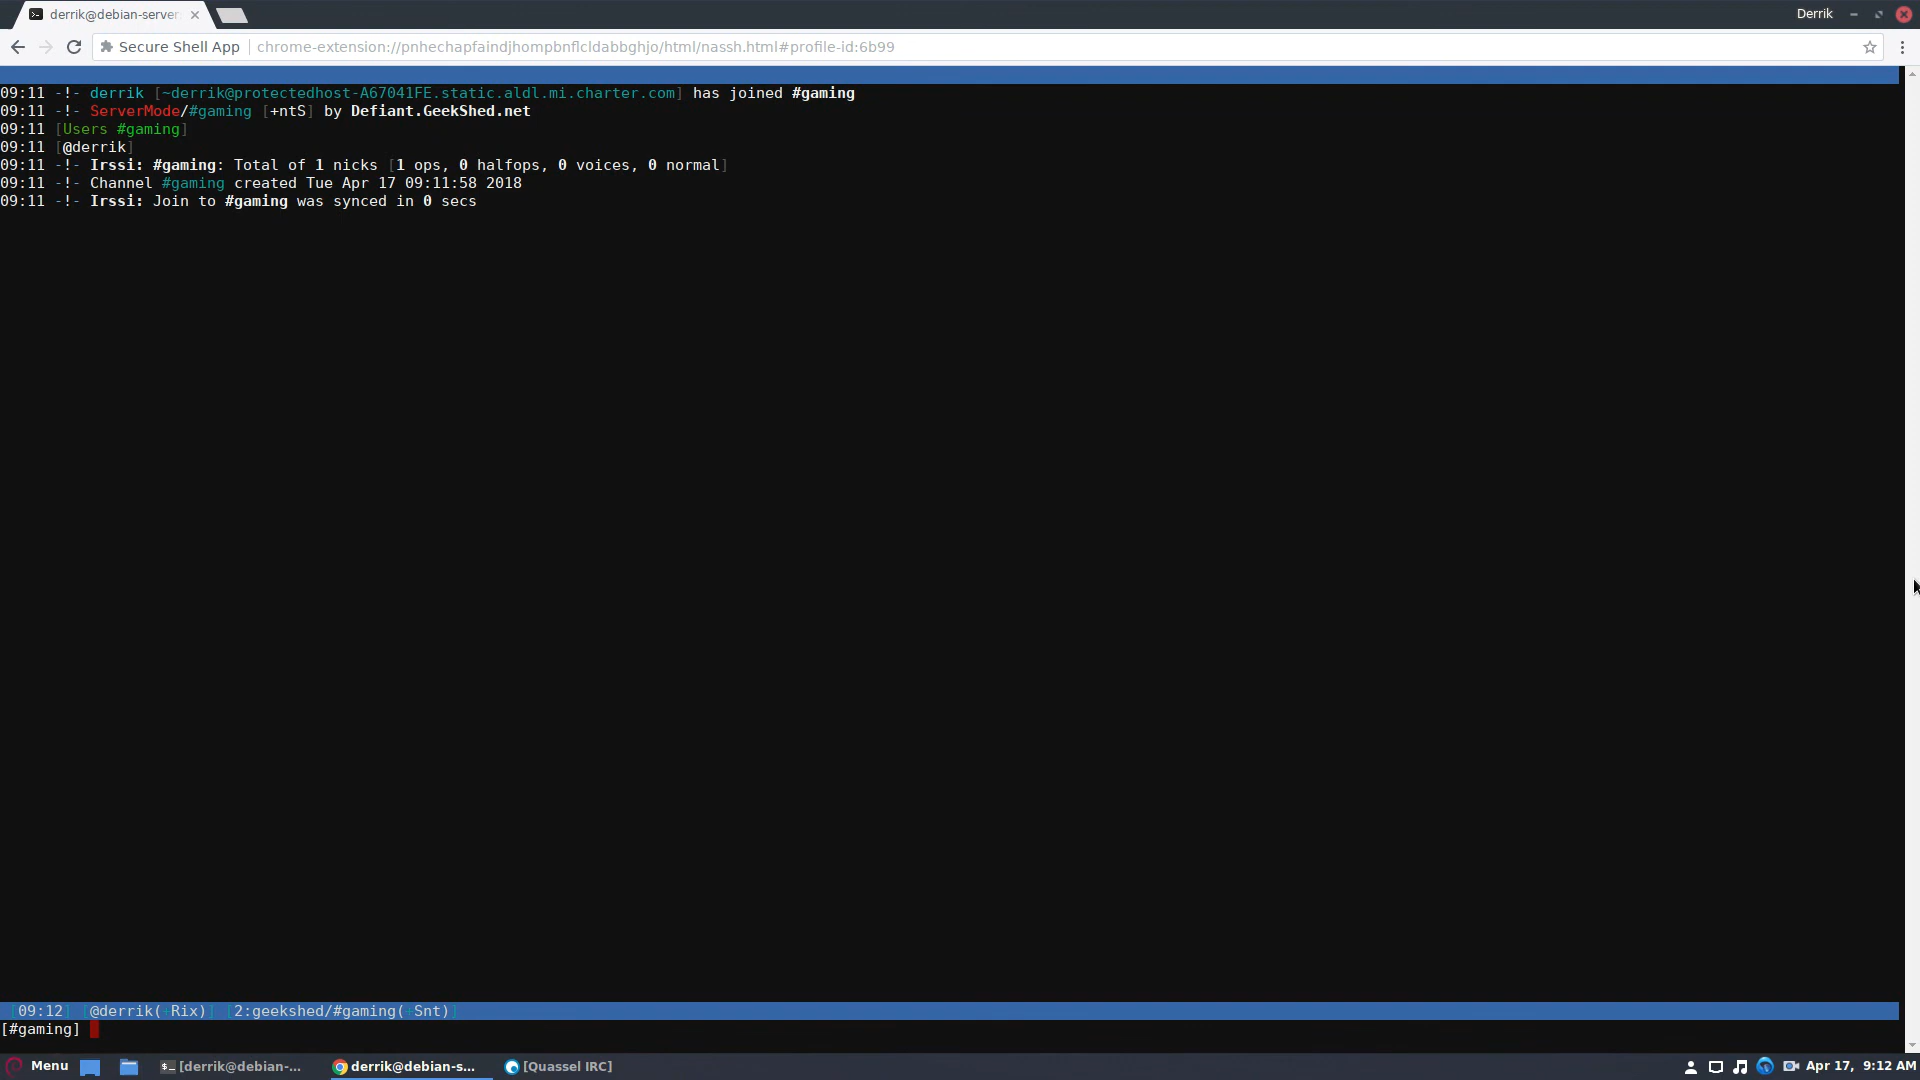 derrik@debian-server
Derrik
Secure Shell App
chrome-extension://pnhechapfaindjhompbnflcldabbghjo/html/nassh.html#profile-id:6b99
09:11 -!- derrik [~derrik@protectedhost-A67041FE.static.aldl.mi.charter.com] has joined #gaming
09:11 -!- ServerMode/#gaming [+ntS] by Defiant.GeekShed.net
09:11 [Users #gaming]
09:11 [@derrik]
09:11 -!- Irssi: #gaming: Total of 1 nicks [1 ops, 0 halfops, 0 voices, 0 normal]
09:11 -!- Channel #gaming created Tue Apr 17 09:11:58 2018
09:11 -!- Irssi: Join to #gaming was synced in 0 secs
[09:12] [@derrik(+Rix)] [2:geekshed/#gaming(+Snt)]
[#gaming]
Menu
[derrik@debian-...
derrik@debian-s...
[Quassel IRC]
Apr 17, 9:12 AM